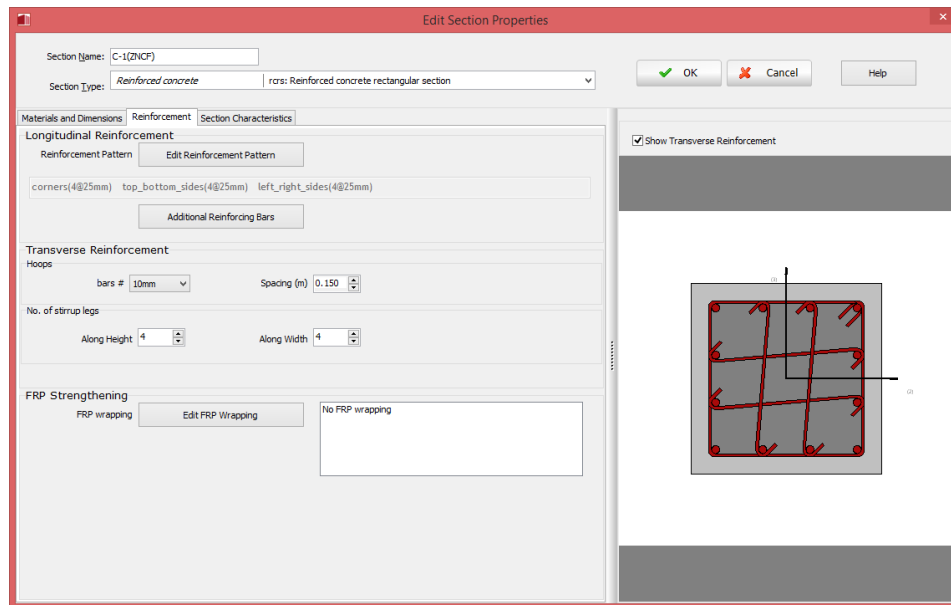 Edit Section Properties
Section Name: C-1(ZNCF)
Section Type: Reinforced concrete rcrs: Reinforced concrete rectangular section
OK Cancel Help
Materials and Dimensions Reinforcement Section Characteristics
Longitudinal Reinforcement
Reinforcement Pattern Edit Reinforcement Pattern
Show Transverse Reinforcement
corners(4@25mm) top_bottom_sides(4@25mm) left_right_sides(4@25mm)
Additional Reinforcing Bars
Transverse Reinforcement
Hoops
bars # 10mm Spacing (m) 0.150
No. of stirrup legs
Along Height 4 Along Width 4
FRP Strengthening
FRP wrapping Edit FRP Wrapping No FRP wrapping
(3)
(2)